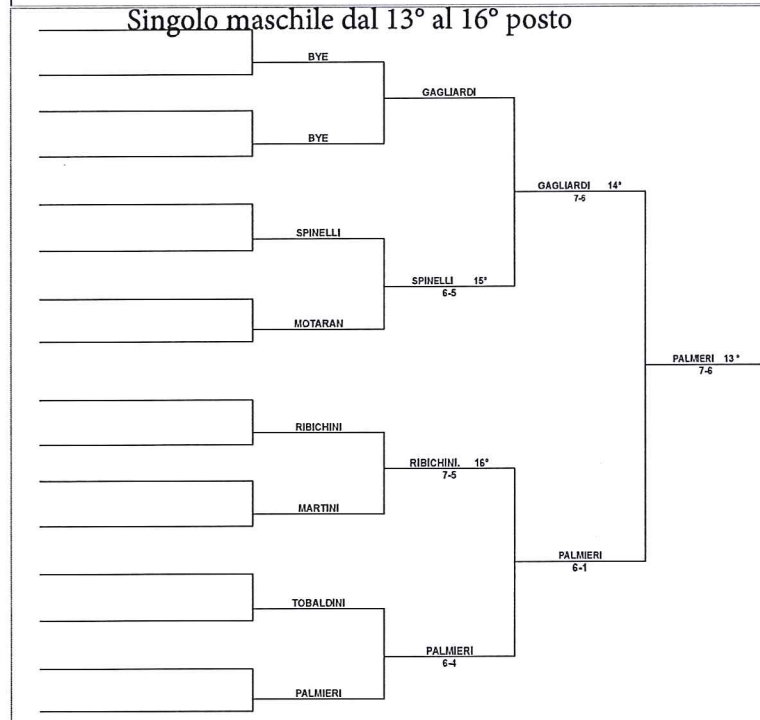 Singolo maschile dal 13° al 16° posto
BYE
GAGLIARDI
BYE
GAGLIARDI 14°
7-6
SPINELLI
SPINELLI 15°
6-5
MOTARAN
PALMIERI 13°
7-6
RIBICHINI
RIBICHINI. 16°
7-5
MARTINI
PALMIERI
6-1
TOBALDINI
PALMIERI
6-4
PALMIERI